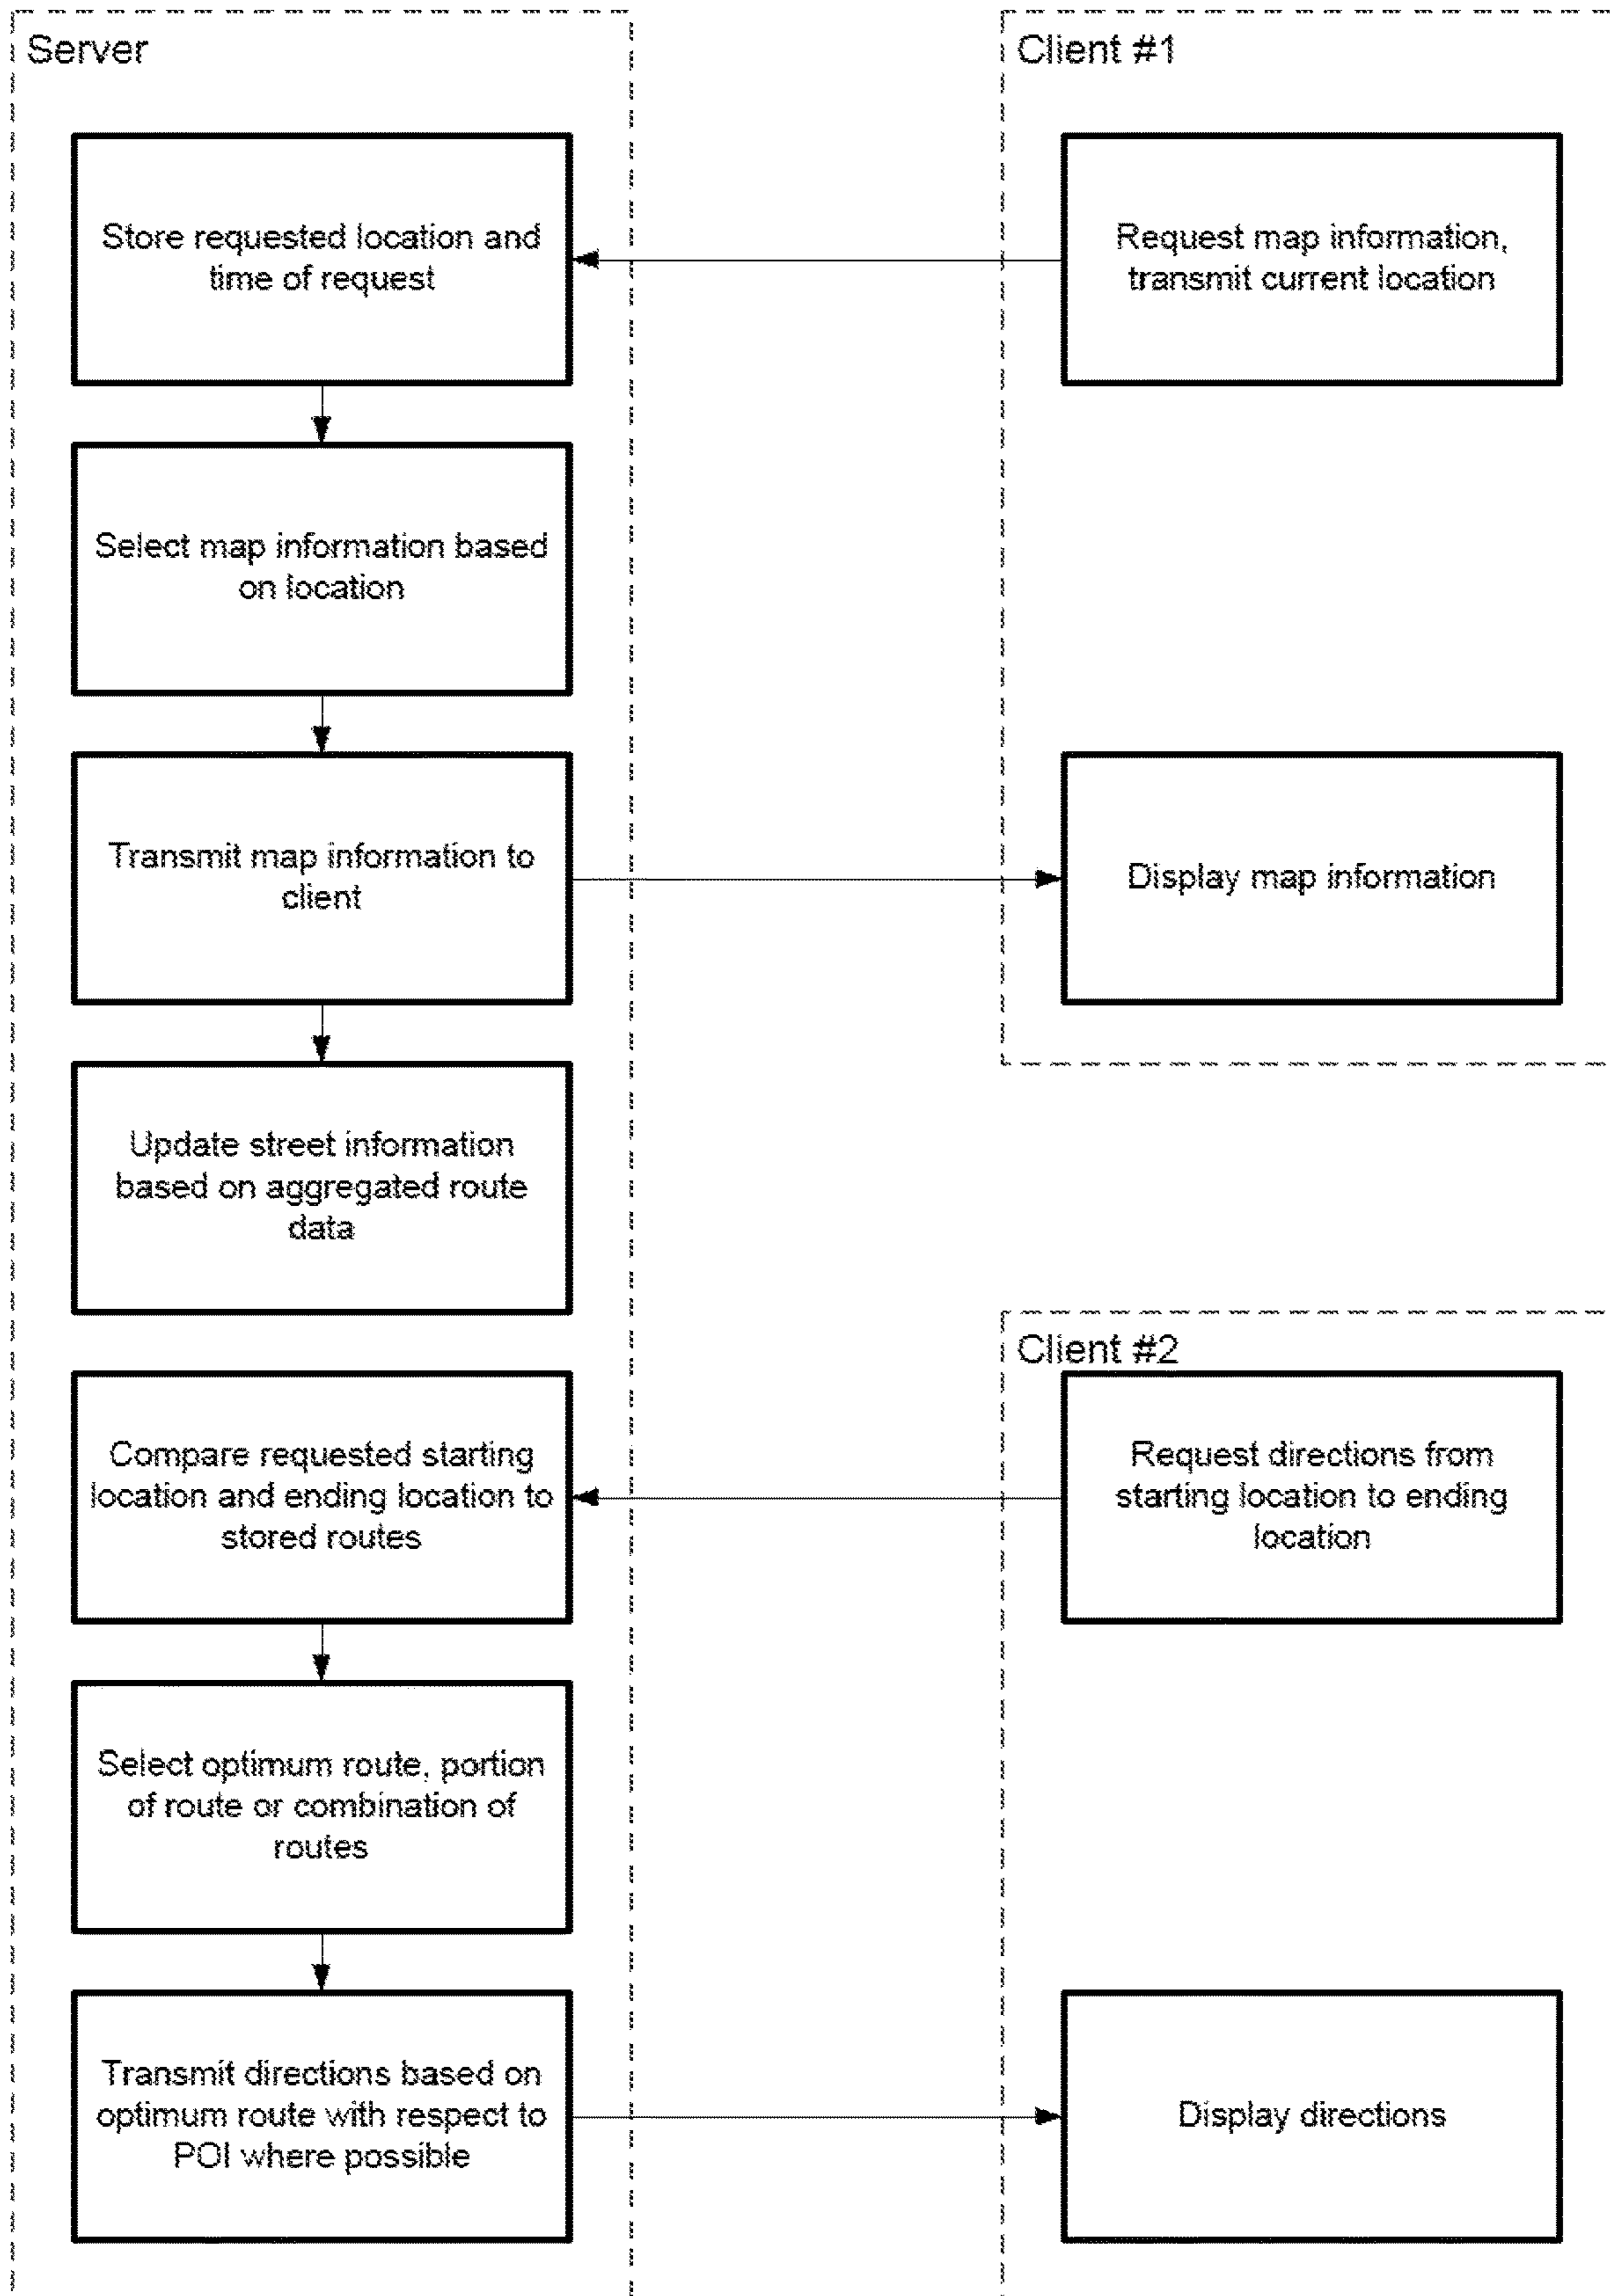 Server
Client #1
Store requested location and
time of request
Request map information,
transmit current location
Select map information based
on location
Transmit map information to
client
Display map information
Update street information
based on aggregated route
data
Client #2
Compare requested starting
location and ending location to
stored routes
Request directions from
starting location to ending
location
Select optimum route, portion
of route or combination of
routes
Transmit directions based on
optimum route with respect to
POI where possible
Display directions